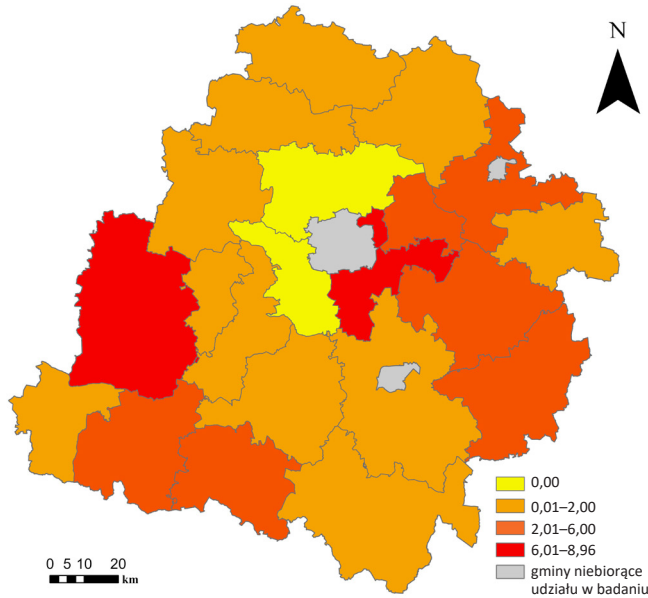 N
0,00
0,01–2,00
2,01–6,00
6,01–8,96
gminy niebiorące
udziału w badaniu
0 5 10 20
km